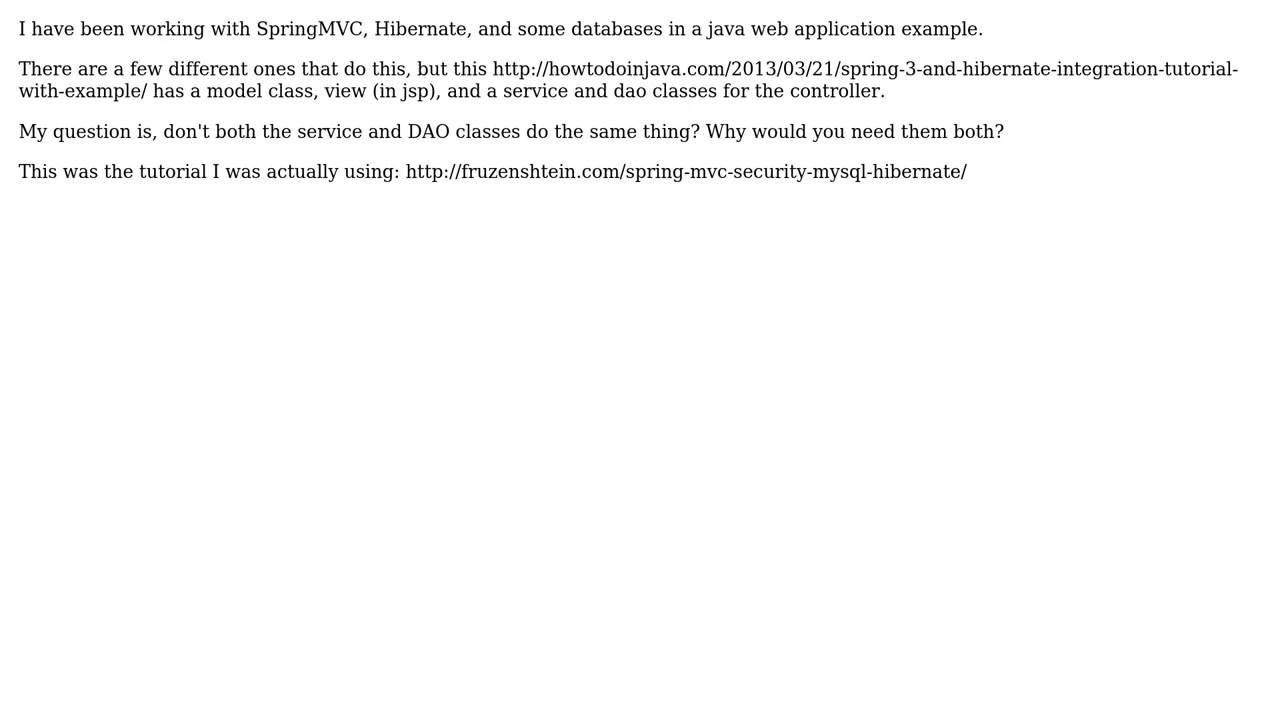 I have been working with SpringMVC, Hibernate, and some databases in a java web application example.
There are a few different ones that do this, but this http://howtodoinjava.com/2013/03/21/spring-3-and-hibernate-integration-tutorial-
with-example/ has a model class, view (in jsp), and a service and dao classes for the controller.
My question is, don't both the service and DAO classes do the same thing? Why would you need them both?
This was the tutorial I was actually using: http://fruzenshtein.com/spring-mvc-security-mysql-hibernate/